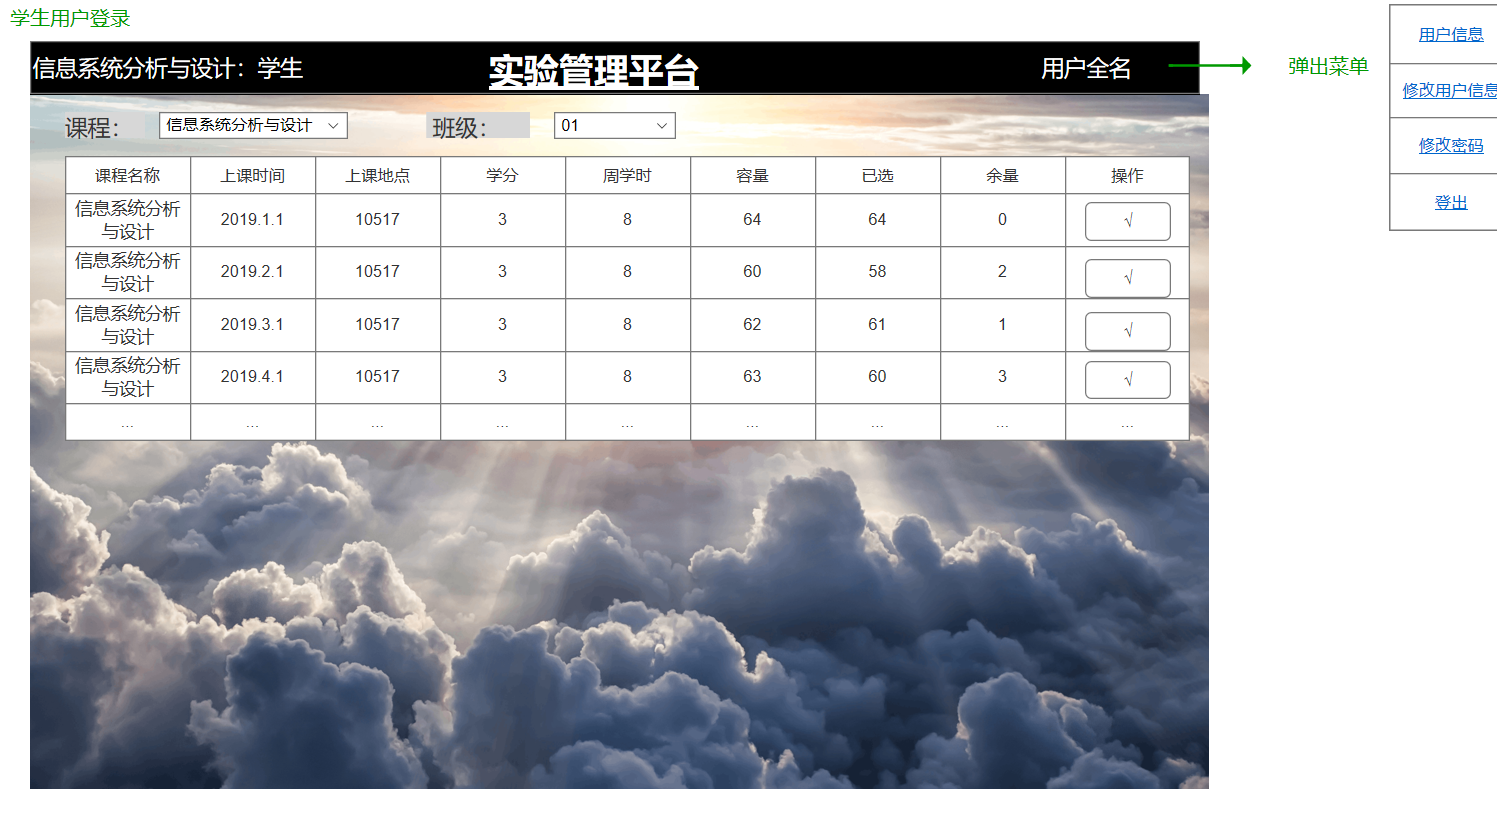 学生用户登录
信息系统分析与设计：学生
实验管理平台
用户全名
弹出菜单
用户信息
修改用户信息
修改密码
登出
课程：
信息系统分析与设计
班级：
01
课程名称 上课时间 上课地点 学分 周学时 容量 已选 余量 操作
信息系统分析与设计 2019.1.1 10517 3 8 64 64 0 √
信息系统分析与设计 2019.2.1 10517 3 8 60 58 2 √
信息系统分析与设计 2019.3.1 10517 3 8 62 61 1 √
信息系统分析与设计 2019.4.1 10517 3 8 63 60 3 √
... ... ... ... ... ... ... ... ...